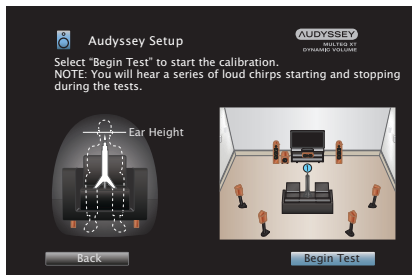 Audyssey Setup
AUDYSSEY
MULTEQ XT
DYNAMIC VOLUME
Select “Begin Test” to start the calibration.
NOTE: You will hear a series of loud chirps starting and stopping
during the tests.
Ear Height
Back
Begin Test